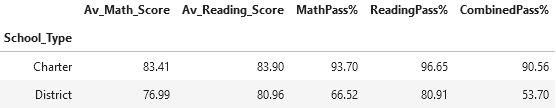 Av_Math_Score Av_Reading_Score MathPass% ReadingPass% CombinedPass%
School_Type
Charter 83.41 83.90 93.70 96.65 90.56
District 76.99 80.96 66.52 80.91 53.70